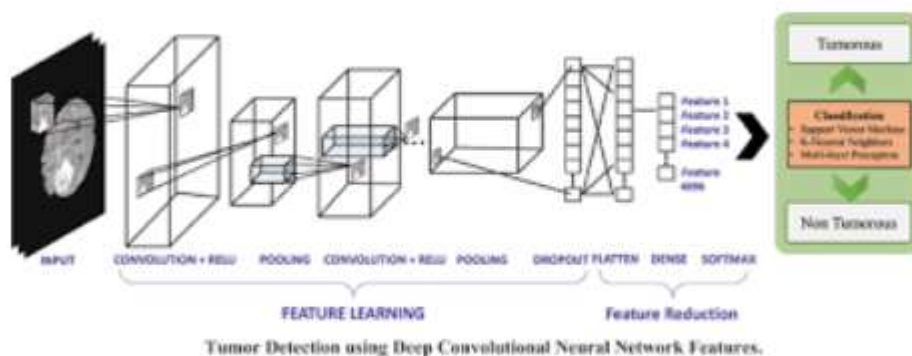 Tumorous
Feature 1
Feature 2
Feature 3
Feature 4
Feature
4096
Classification
• Support Vector Machine
• K-Nearest Neighbors
• Multi-layer Perceptron
Non Tumorous
INPUT CONVOLUTION + RELU POOLING CONVOLUTION + RELU POOLING DROPOUT FLATTEN DENSE SOFTMAX
FEATURE LEARNING Feature Reduction
Tumor Detection using Deep Convolutional Neural Network Features.